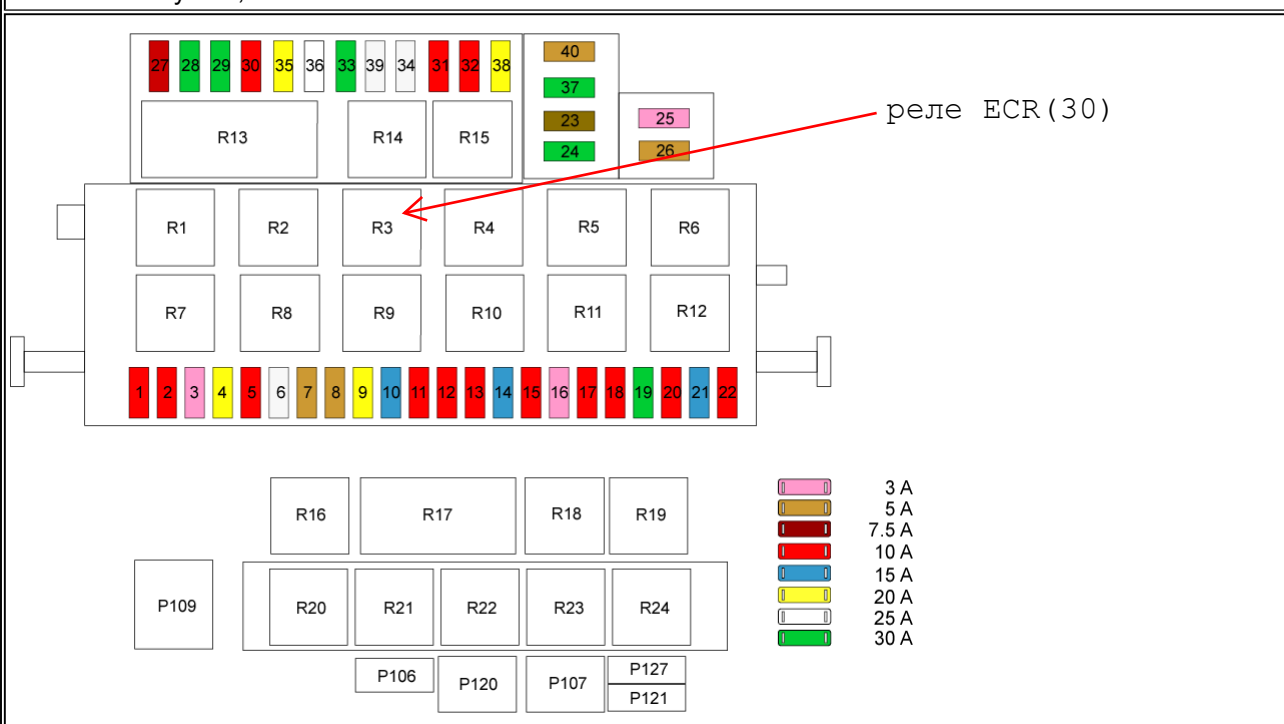 27 28 29 30 35 36 33 39 34 31 32 38
40
37
23
24
25
26
реле ECR(30)
R13 R14 R15
R1 R2 R3 R4 R5 R6
R7 R8 R9 R10 R11 R12
1 2 3 4 5 6 7 8 9 10 11 12 13 14 15 16 17 18 19 20 21 22
R16 R17 R18 R19
P109 R20 R21 R22 R23 R24
P106 P120 P107 P127
P121
3 A
5 A
7.5 A
10 A
15 A
20 A
25 A
30 A